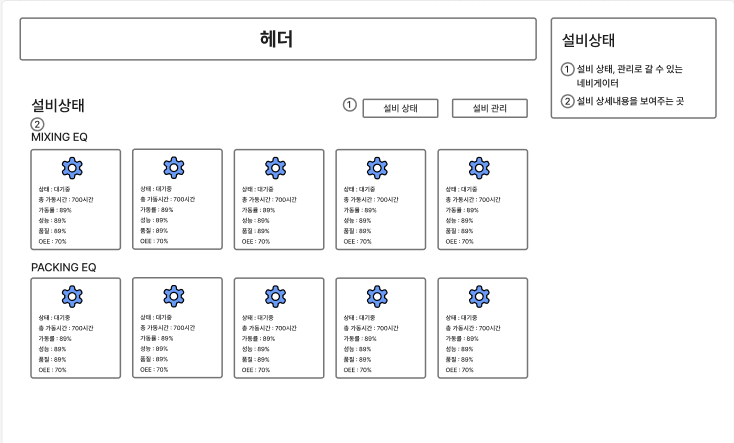 헤더
설비상태
① 설비 상태, 관리로 갈 수 있는
네비게이터
② 설비 상세내용을 보여주는 곳
설비상태
① 설비 상태 설비 관리
②
MIXING EQ
상태 : 대기중 상태 : 대기중 상태 : 대기중 상태 : 대기중 상태 : 대기중
총 가동시간 : 700시간 총 가동시간 : 700시간 총 가동시간 : 700시간 총 가동시간 : 700시간 총 가동시간 : 700시간
가동률 : 89% 가동률 : 89% 가동률 : 89% 가동률 : 89% 가동률 : 89%
성능 : 89% 성능 : 89% 성능 : 89% 성능 : 89% 성능 : 89%
품질 : 89% 품질 : 89% 품질 : 89% 품질 : 89% 품질 : 89%
OEE : 70% OEE : 70% OEE : 70% OEE : 70% OEE : 70%
PACKING EQ
상태 : 대기중 상태 : 대기중 상태 : 대기중 상태 : 대기중 상태 : 대기중
총 가동시간 : 700시간 총 가동시간 : 700시간 총 가동시간 : 700시간 총 가동시간 : 700시간 총 가동시간 : 700시간
가동률 : 89% 가동률 : 89% 가동률 : 89% 가동률 : 89% 가동률 : 89%
성능 : 89% 성능 : 89% 성능 : 89% 성능 : 89% 성능 : 89%
품질 : 89% 품질 : 89% 품질 : 89% 품질 : 89% 품질 : 89%
OEE : 70% OEE : 70% OEE : 70% OEE : 70% OEE : 70%